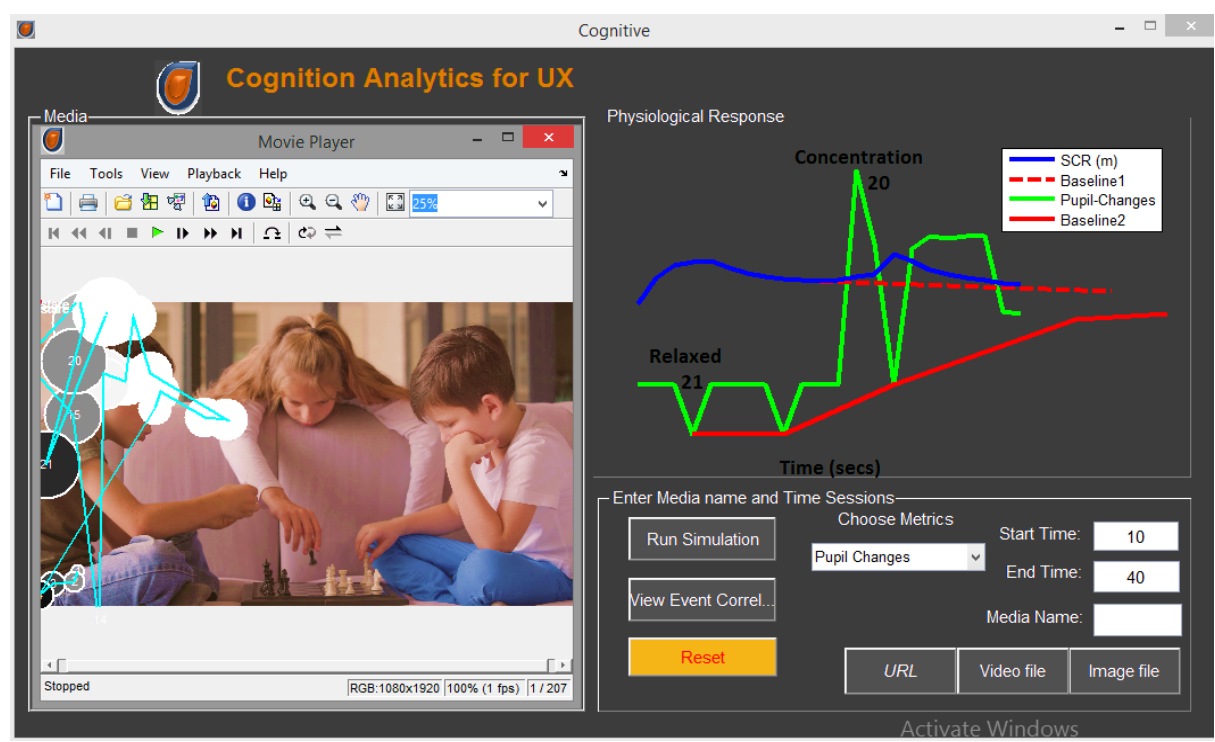 Cognitive
Cognition Analytics for UX
Media
Movie Player
File Tools View Playback Help
25%
20
15
21
2
14
Stopped
RGB:1080x1920 100% (1 fps) 1 / 207
Physiological Response
Concentration
20
SCR (m)
Baseline1
Pupil-Changes
Baseline2
Relaxed
21
Time (secs)
Enter Media name and Time Sessions
Run Simulation
View Event Correl...
Reset
Choose Metrics
Pupil Changes
Start Time: 10
End Time: 40
Media Name:
URL
Video file
Image file
Activate Windows